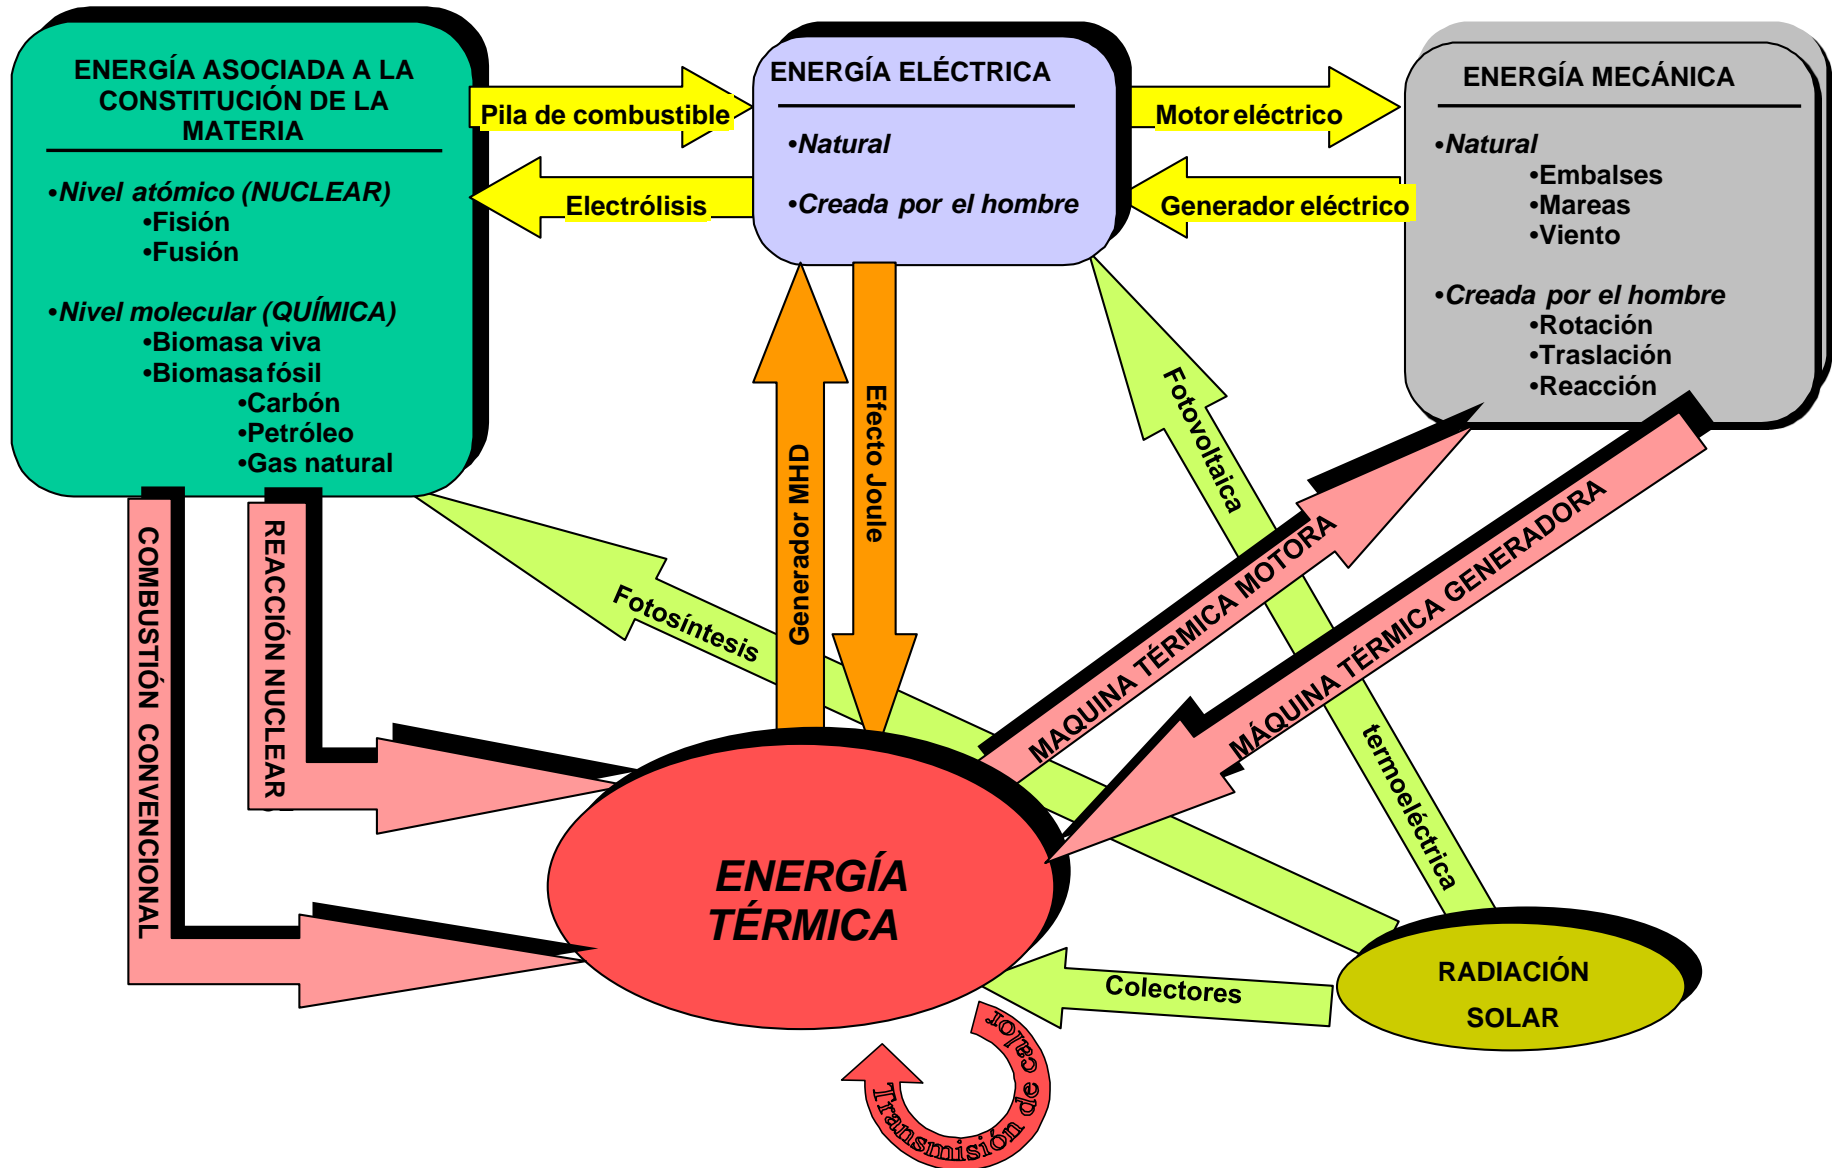 ENERGÍA ASOCIADA A LA
CONSTITUCIÓN DE LA
MATERIA
•Nivel atómico (NUCLEAR)
•Fisión
•Fusión
•Nivel molecular (QUÍMICA)
•Biomasa viva
•Biomasa fósil
•Carbón
•Petróleo
•Gas natural
Pila de combustible
Electrólisis
ENERGÍA ELÉCTRICA
•Natural
•Creada por el hombre
Motor eléctrico
Generador eléctrico
ENERGÍA MECÁNICA
•Natural
•Embalses
•Mareas
•Viento
•Creada por el hombre
•Rotación
•Traslación
•Reacción
COMBUSTIÓN CONVENCIONAL
REACCIÓN NUCLEAR
Fotosíntesis
Generador MHD
Efecto Joule
Fotovoltaica
termoeléctrica
MAQUINA TÉRMICA MOTORA
MÁQUINA TÉRMICA GENERADORA
ENERGÍA
TÉRMICA
Colectores
RADIACIÓN
SOLAR
Transmisión de calor